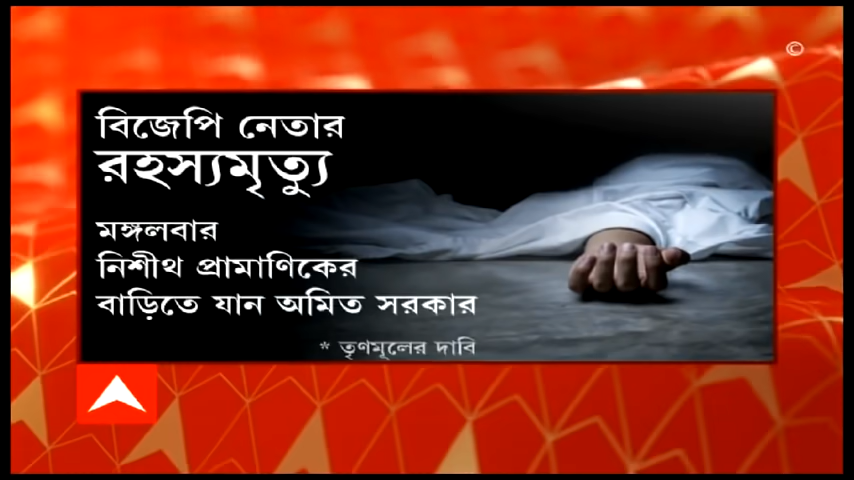 ©
বিজেপি নেতার
রহস্যমৃত্যু
মঙ্গলবার
নিশীথ প্রামাণিকের
বাড়িতে যান অমিত সরকার
* তৃণমূলের দাবি